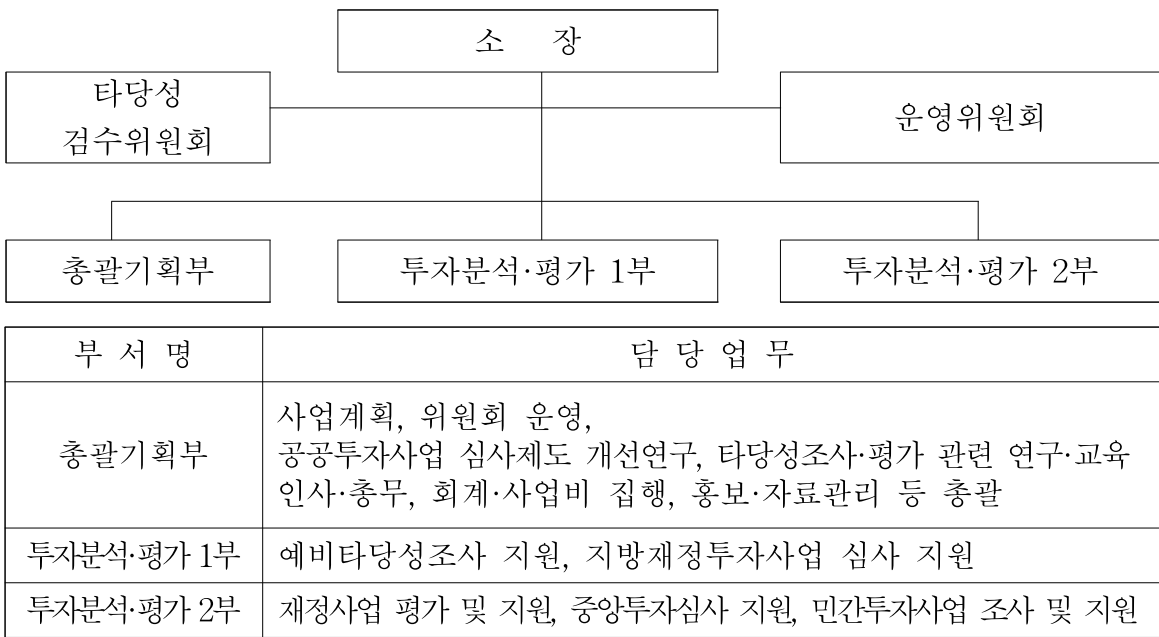 소 장
타당성
검수위원회
운영위원회
총괄기획부
투자분석·평가 1부
투자분석·평가 2부
부 서 명
담 당 업 무
총괄기획부
사업계획, 위원회 운영,
공공투자사업 심사제도 개선연구, 타당성조사·평가 관련 연구·교육
인사·총무, 회계·사업비 집행, 홍보·자료관리 등 총괄
투자분석·평가 1부
예비타당성조사 지원, 지방재정투자사업 심사 지원
투자분석·평가 2부
재정사업 평가 및 지원, 중앙투자심사 지원, 민간투자사업 조사 및 지원